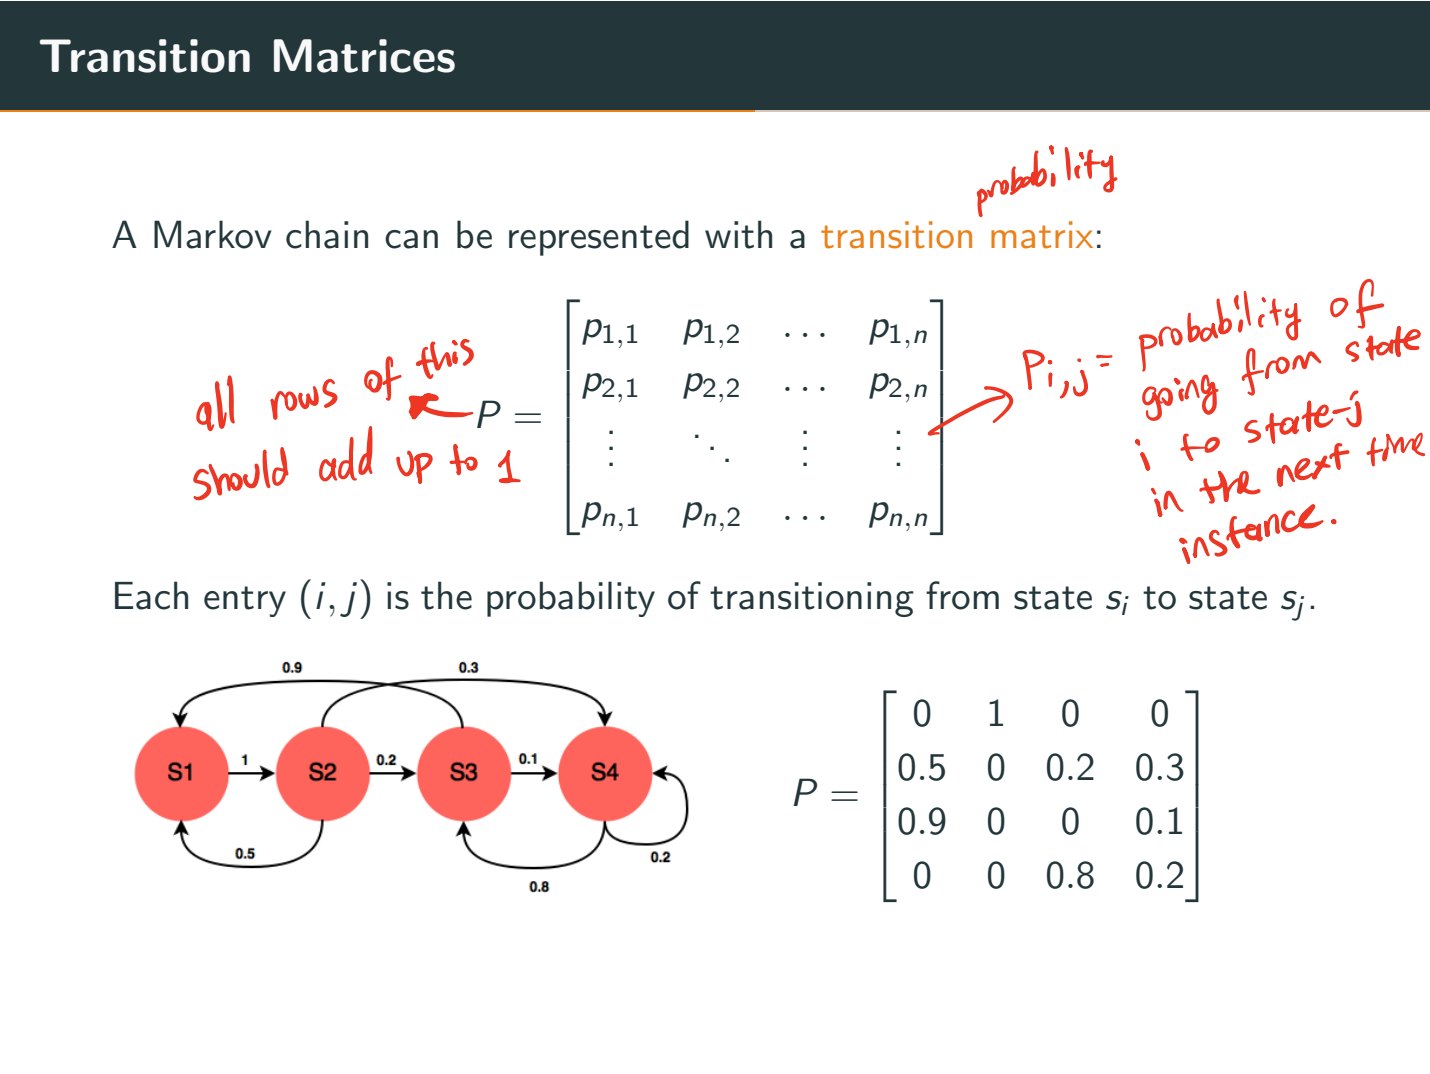 Transition Matrices
probability
A Markov chain can be represented with a transition matrix:
all rows of this
should add up to 1
P =
p1,1 p1,2 ... p1,n
p2,1 p2,2 ... p2,n
⋮ ⋱ ⋮ ⋮
pn,1 pn,2 ... pn,n
Pi,j = probability of
going from state
i to state-j
in the next time
instance.
Each entry (i, j) is the probability of transitioning from state si to state sj.
0.9 0.3
S1 1 S2 0.2 S3 0.1 S4
0.5 0.8 0.2
P =
0 1 0 0
0.5 0 0.2 0.3
0.9 0 0 0.1
0 0 0.8 0.2